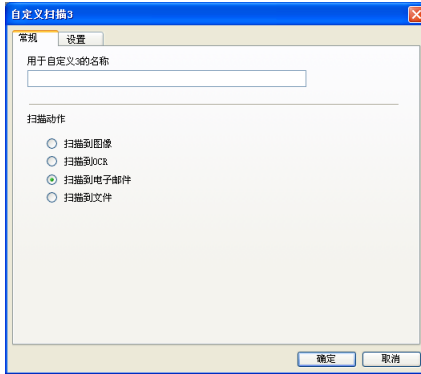 自定义扫描3
常规 设置
用于自定义3的名称
扫描动作
扫描到图像
扫描到OCR
扫描到电子邮件
扫描到文件
确定 取消